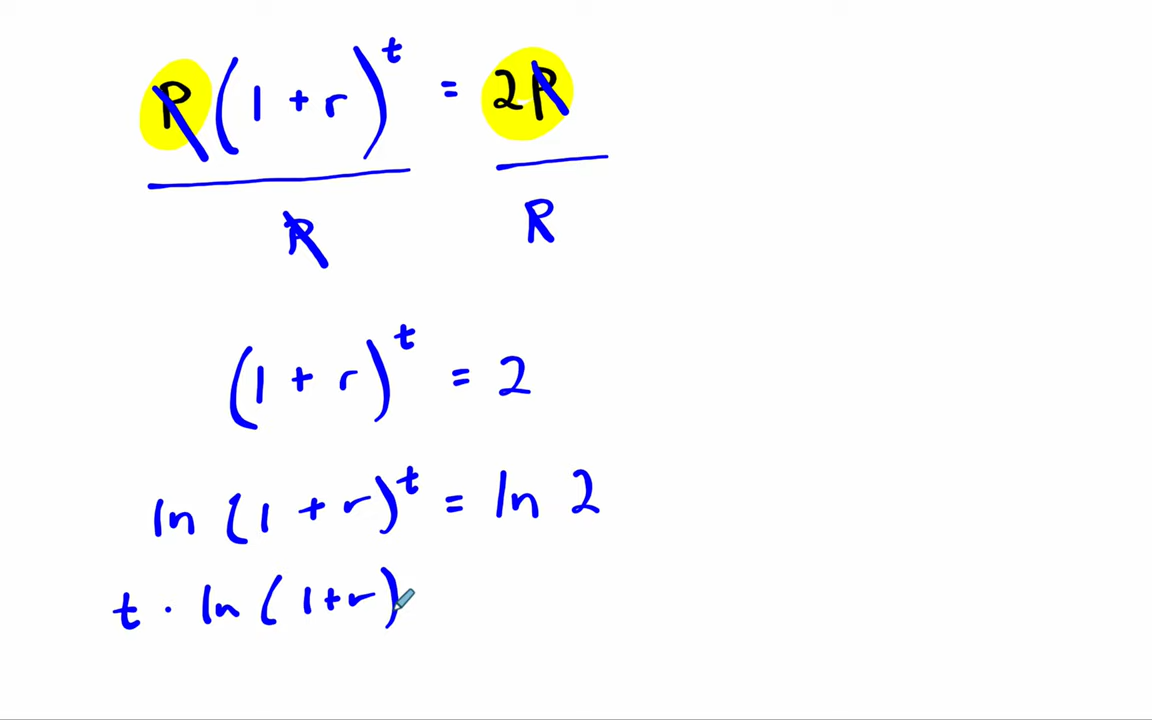 P(1 + r)^t = 2P
P P
(1 + r)^t = 2
ln (1 + r)^t = ln 2
t · ln (1+r)